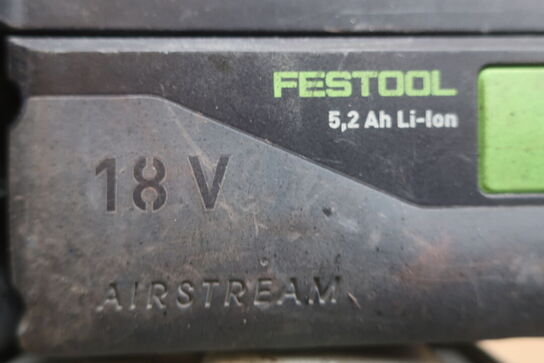 FESTOOL
5,2 Ah Li-Ion
18 V
AIRSTREAM